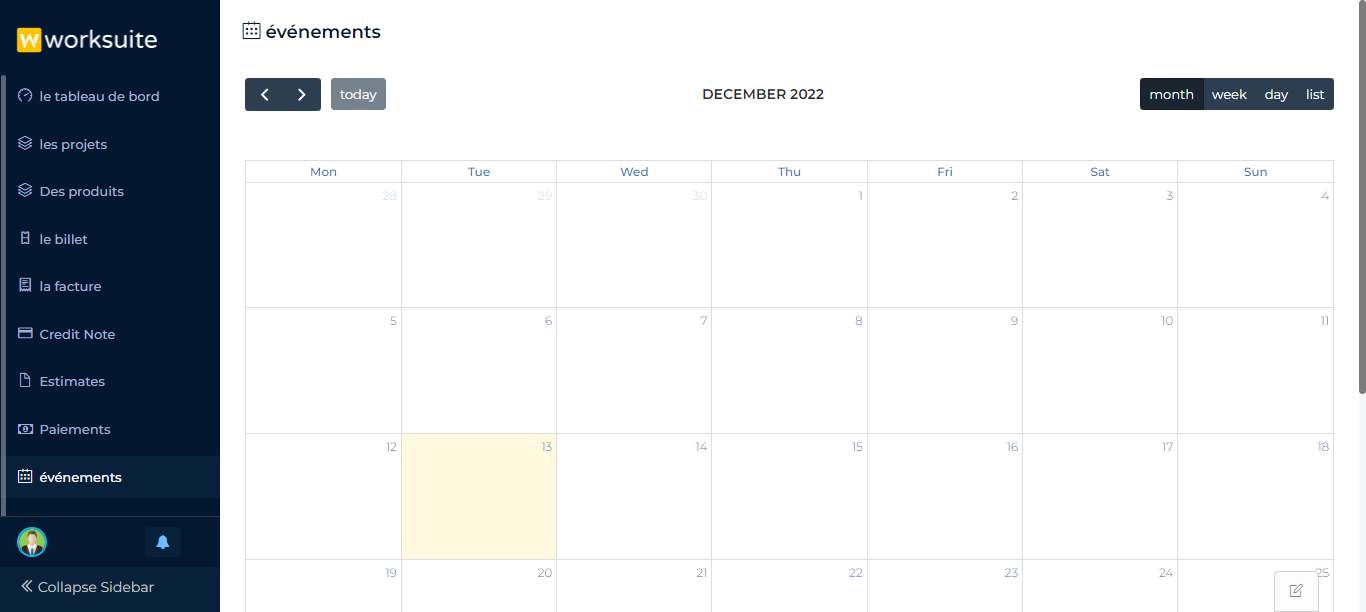 worksuite
le tableau de bord
les projets
Des produits
le billet
la facture
Credit Note
Estimates
Paiements
événements
Collapse Sidebar
événements
today
DECEMBER 2022
month week day list
Mon Tue Wed Thu Fri Sat Sun
28 29 30 1 2 3 4
5 6 7 8 9 10 11
12 13 14 15 16 17 18
19 20 21 22 23 24 25